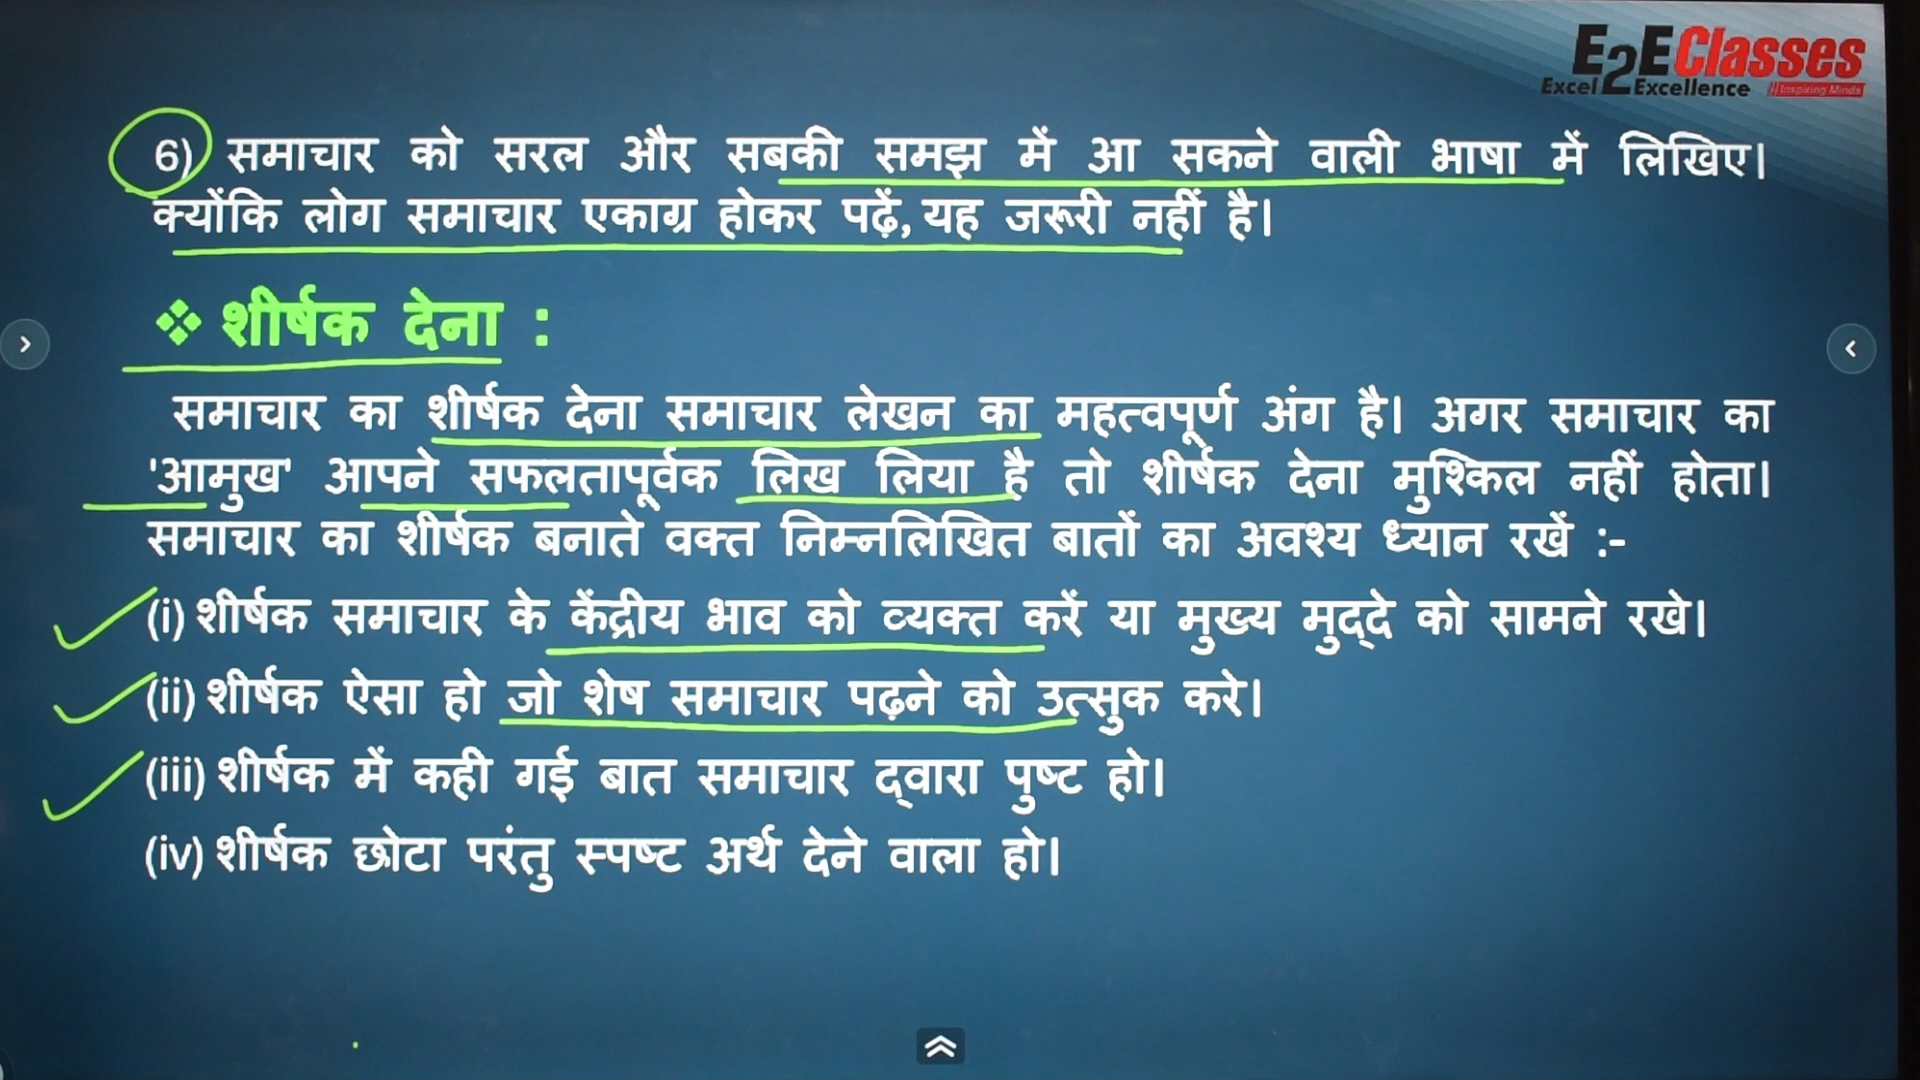 E2EClasses
Excel 2 Excellence Inspiring Minds
6) समाचार को सरल और सबकी समझ में आ सकने वाली भाषा में लिखिए।
क्योंकि लोग समाचार एकाग्र होकर पढ़ें, यह जरूरी नहीं है।
❖ शीर्षक देना :
समाचार का शीर्षक देना समाचार लेखन का महत्वपूर्ण अंग है। अगर समाचार का
'आमुख' आपने सफलतापूर्वक लिख लिया है तो शीर्षक देना मुश्किल नहीं होता।
समाचार का शीर्षक बनाते वक्त निम्नलिखित बातों का अवश्य ध्यान रखें :-
(i) शीर्षक समाचार के केंद्रीय भाव को व्यक्त करें या मुख्य मुद्‌दे को सामने रखे।
(ii) शीर्षक ऐसा हो जो शेष समाचार पढ़ने को उत्सुक करे।
(iii) शीर्षक में कही गई बात समाचार द्‌वारा पुष्ट हो।
(iv) शीर्षक छोटा परंतु स्पष्ट अर्थ देने वाला हो।